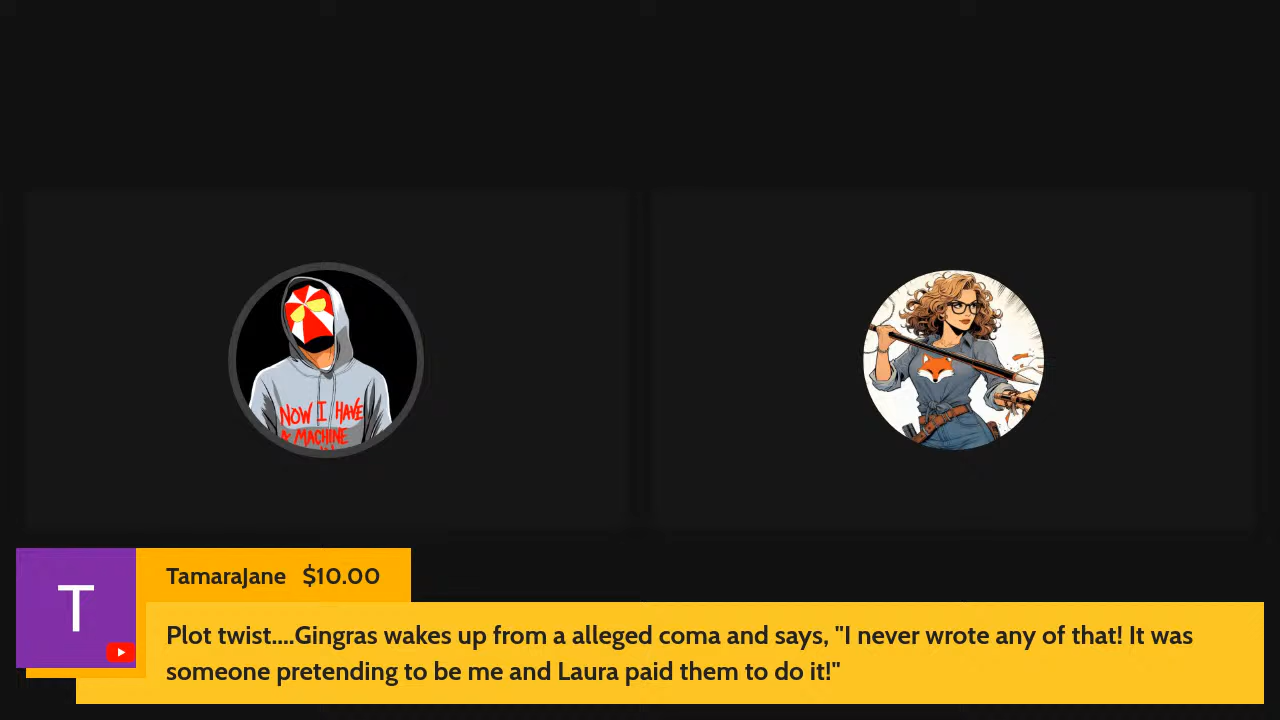 NOW I HAVE
A MACHINE
T
TamaraJane $10.00
Plot twist....Gingras wakes up from a alleged coma and says, "I never wrote any of that! It was
someone pretending to be me and Laura paid them to do it!"